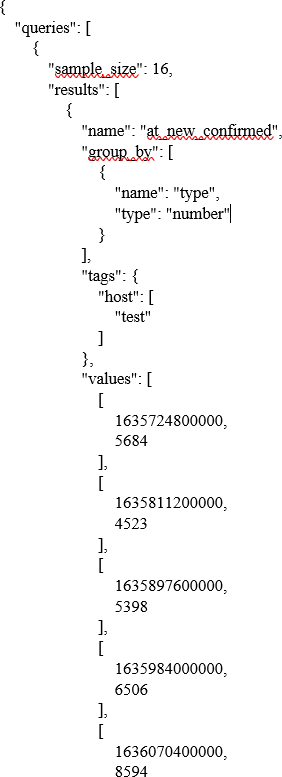 {
"queries": [
{
"sample_size": 16,
"results": [
{
"name": "at_new_confirmed",
"group_by": [
{
"name": "type",
"type": "number"
}
],
"tags": {
"host": [
"test"
]
},
"values": [
[
1635724800000,
5684
],
[
1635811200000,
4523
],
[
1635897600000,
5398
],
[
1635984000000,
6506
],
[
1636070400000,
8594